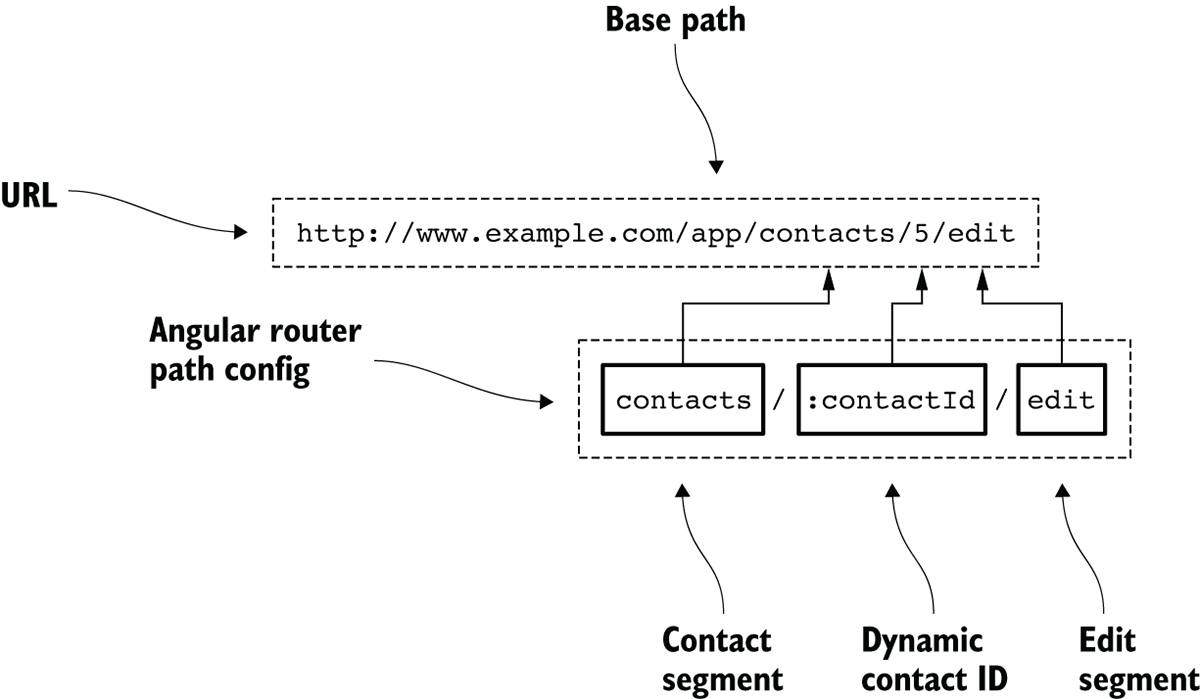 Base path
URL
http://www.example.com/app/contacts/5/edit
Angular router
path config
contacts / :contactId / edit
Contact
segment
Dynamic
contact ID
Edit
segment